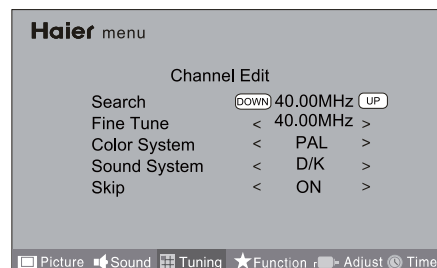 Haier menu
Channel Edit
Search DOWN 40.00MHz UP
Fine Tune < 40.00MHz >
Color System < PAL >
Sound System < D/K >
Skip < ON >
Picture Sound Tuning Function Adjust Time